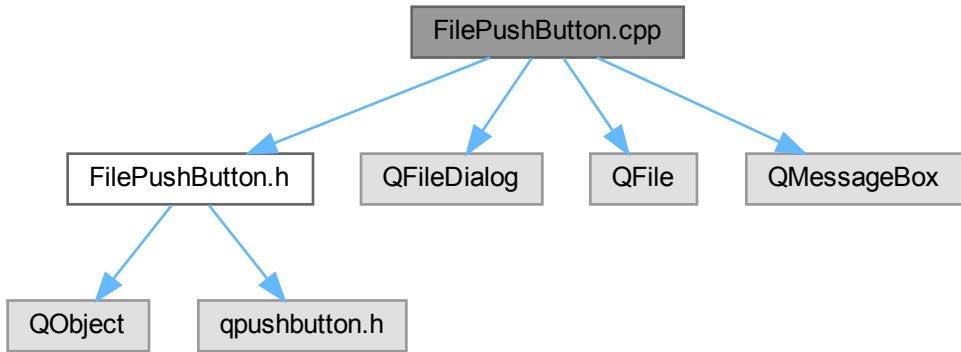 FilePushButton.cpp
FilePushButton.h
QFileDialog
QFile
QMessageBox
QObject
qpushbutton.h